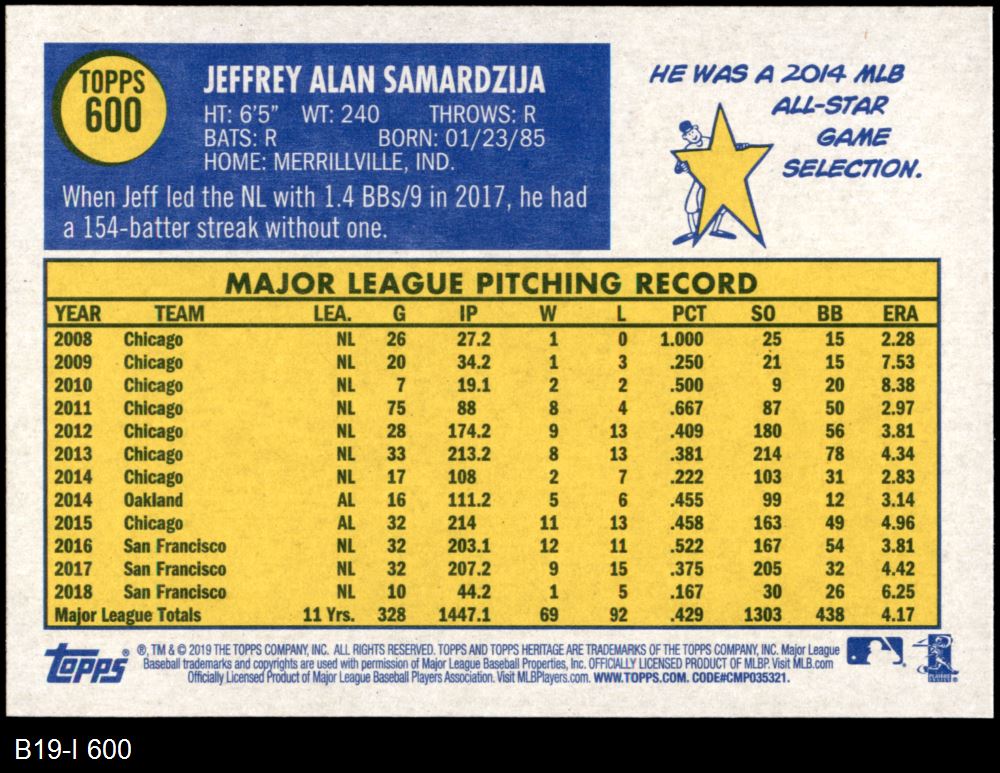 TOPPS
600
JEFFREY ALAN SAMARDZIJA
HT: 6'5" WT: 240 THROWS: R
BATS: R BORN: 01/23/85
HOME: MERRILLVILLE, IND.
When Jeff led the NL with 1.4 BBs/9 in 2017, he had
a 154-batter streak without one.
HE WAS A 2014 MLB
ALL-STAR
GAME
SELECTION.
MAJOR LEAGUE PITCHING RECORD
YEAR TEAM LEA. G IP W L PCT SO BB ERA
2008 Chicago NL 26 27.2 1 0 1.000 25 15 2.28
2009 Chicago NL 20 34.2 1 3 .250 21 15 7.53
2010 Chicago NL 7 19.1 2 2 .500 9 20 8.38
2011 Chicago NL 75 88 8 4 .667 87 50 2.97
2012 Chicago NL 28 174.2 9 13 .409 180 56 3.81
2013 Chicago NL 33 213.2 8 13 .381 214 78 4.34
2014 Chicago NL 17 108 2 7 .222 103 31 2.83
2014 Oakland AL 16 111.2 5 6 .455 99 12 3.14
2015 Chicago AL 32 214 11 13 .458 163 49 4.96
2016 San Francisco NL 32 203.1 12 11 .522 167 54 3.81
2017 San Francisco NL 32 207.2 9 15 .375 205 32 4.42
2018 San Francisco NL 10 44.2 1 5 .167 30 26 6.25
Major League Totals 11 Yrs. 328 1447.1 69 92 .429 1303 438 4.17
topps®
®, TM & © 2019 THE TOPPS COMPANY, INC. ALL RIGHTS RESERVED. TOPPS AND TOPPS HERITAGE ARE TRADEMARKS OF THE TOPPS COMPANY, INC. Major League
Baseball trademarks and copyrights are used with permission of Major League Baseball Properties, Inc. OFFICIALLY LICENSED PRODUCT OF MLBP. Visit MLB.com
Officially Licensed Product of Major League Baseball Players Association. Visit MLBPlayers.com. WWW.TOPPS.COM. CODE#CMP035321.
B19-I 600